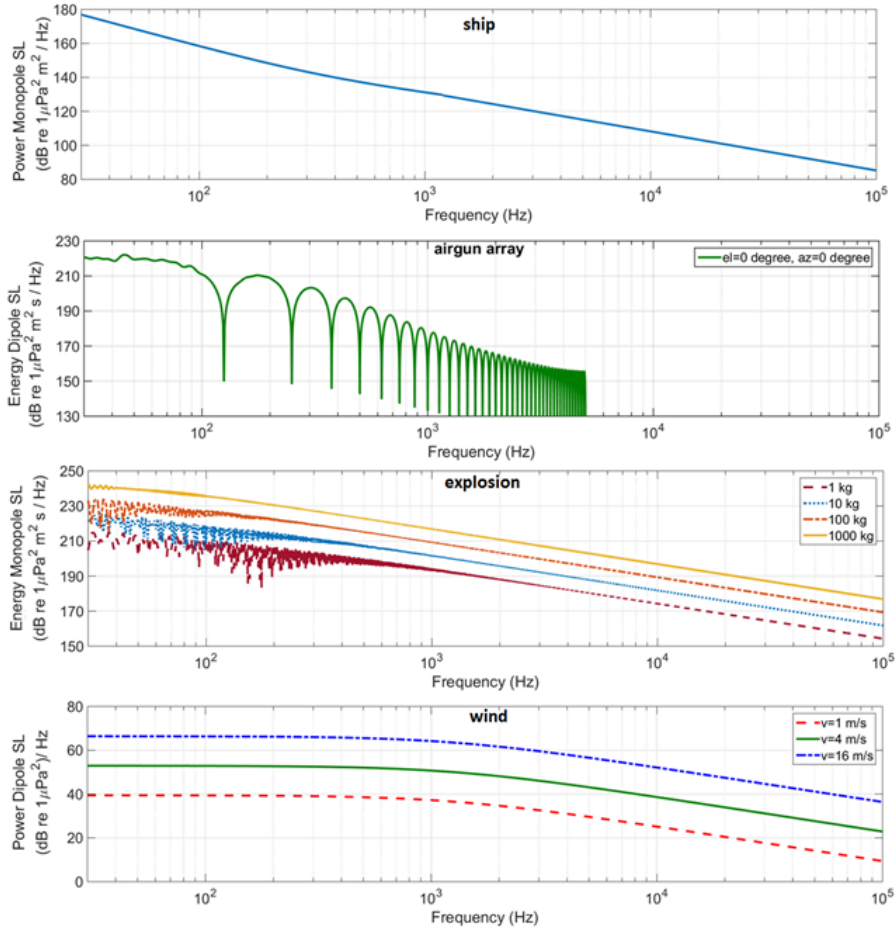 ship
180
160
140
120
100
80
Power Monopole SL
(dB re 1μPa² m² / Hz)
10² 10³ 10⁴ 10⁵
Frequency (Hz)
airgun array
230
210
190
170
150
130
Energy Dipole SL
(dB re 1μPa² m² s / Hz)
el=0 degree, az=0 degree
10² 10³ 10⁴ 10⁵
Frequency (Hz)
explosion
250
230
210
190
170
150
Energy Monopole SL
(dB re 1μPa² m² s / Hz)
1 kg
10 kg
100 kg
1000 kg
10² 10³ 10⁴ 10⁵
Frequency (Hz)
wind
80
60
40
20
0
Power Dipole SL
(dB re 1μPa²)/ Hz
v=1 m/s
v=4 m/s
v=16 m/s
10² 10³ 10⁴ 10⁵
Frequency (Hz)